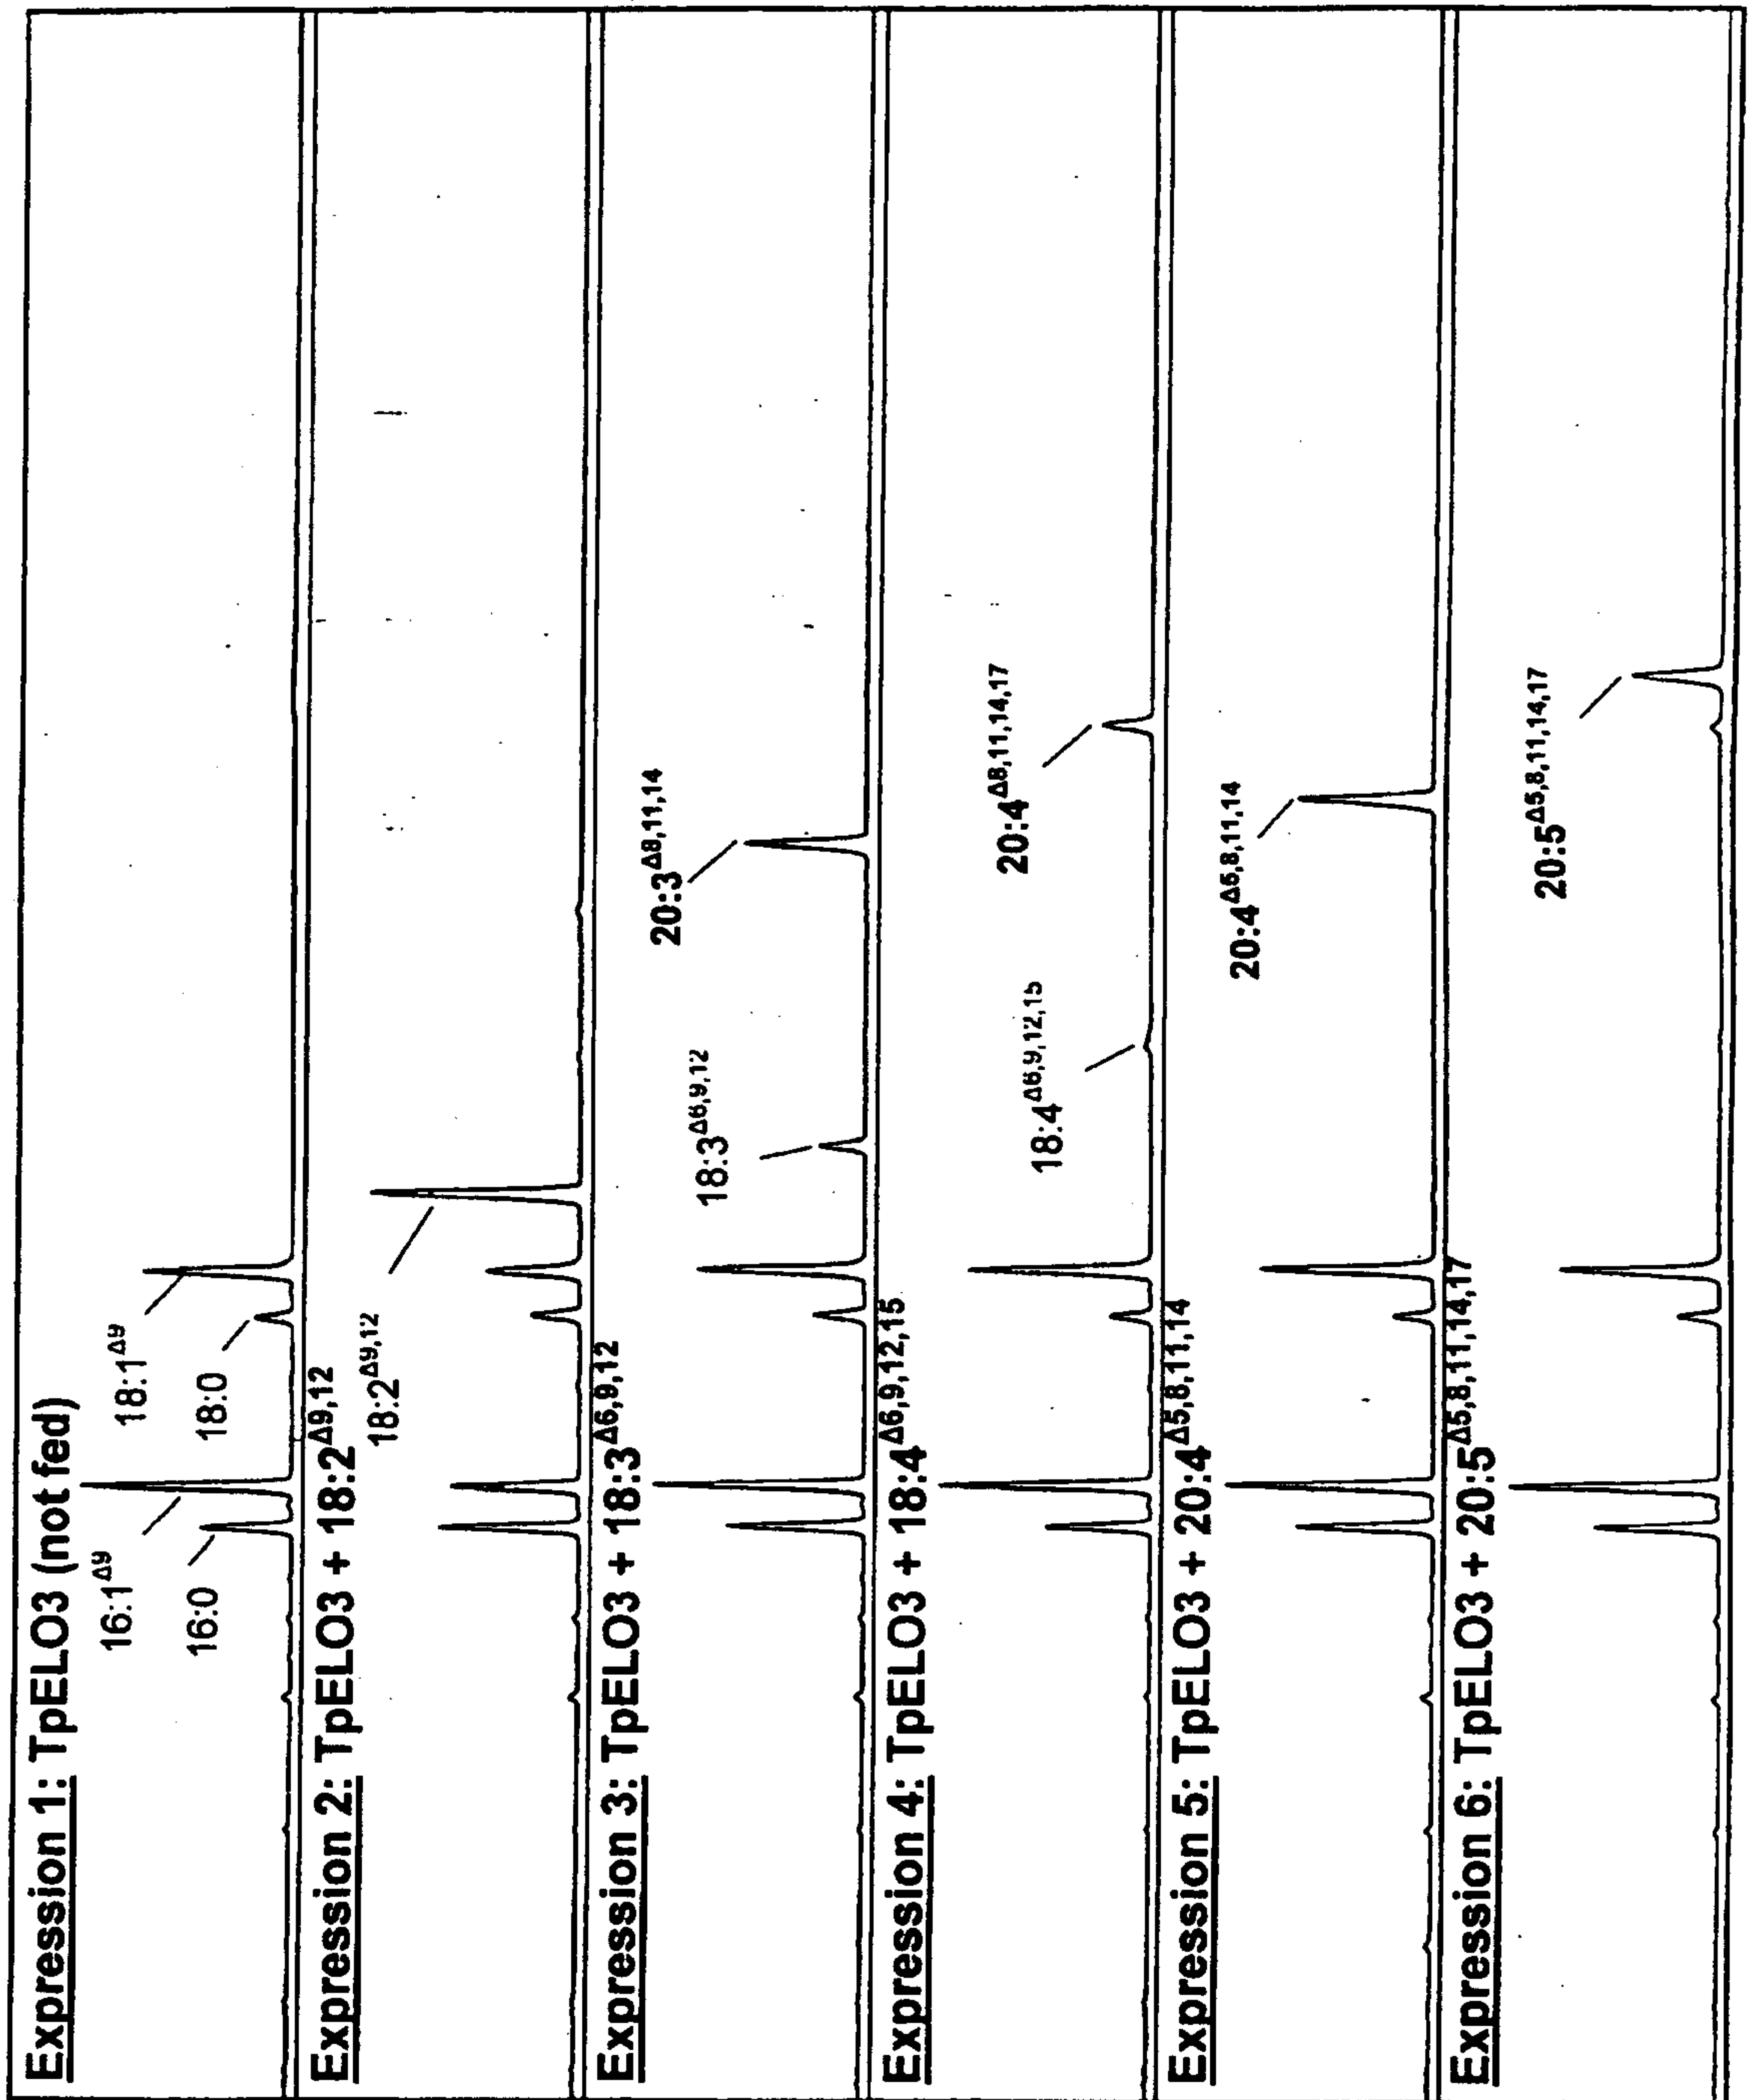 Expression 1: TpELO3 (not fed)
16:1Δ9
16:0
18:1Δ9
18:0
Expression 2: TpELO3 + 18:2Δ9,12
18:2Δ9,12
Expression 3: TpELO3 + 18:3Δ6,9,12
18:3Δ6,9,12
20:3Δ8,11,14
Expression 4: TpELO3 + 18:4Δ6,9,12,15
18:4Δ6,9,12,15
20:4Δ8,11,14,17
Expression 5: TpELO3 + 20:4Δ5,8,11,14
20:4Δ5,8,11,14
Expression 6: TpELO3 + 20:5Δ5,8,11,14,17
20:5Δ5,8,11,14,17